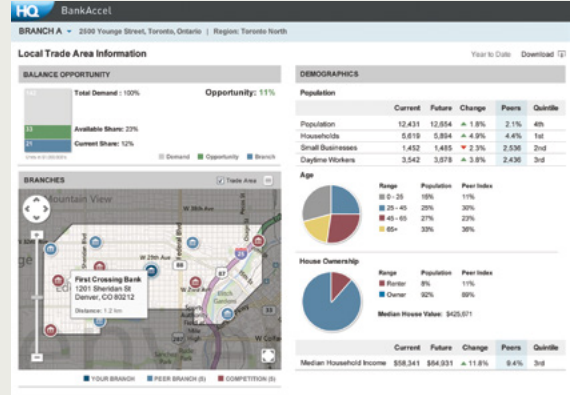 HQ BankAccel
BRANCH A 2500 Younge Street, Toronto, Ontario | Region: Toronto North
Local Trade Area Information
Year to Date Download
BALANCE OPPORTUNITY
Total Demand : 100%
Opportunity: 11%
33 Available Share: 23%
21 Current Share: 12%
Demand Opportunity Branch
BRANCHES
Trade Area
Mountain View
W 38th Ave
Federal Blvd
W 29th Ave
First Crossing Bank
1201 Sheridan St
Danver, CO 80212
Distance: 1.2 km
YOUR BRANCH PEER BRANCH (5) COMPETITION (5)
DEMOGRAPHICS
Population
Current Future Change Peers Quintile
Population 12,431 12,654 1.8% 2.1% 4th
Households 5,619 5,894 4.9% 4.4% 1st
Small Businesses 1,452 1,485 2.3% 2,536 2nd
Daytime Workers 3,542 3,678 3.8% 2,436 3rd
Age
Range Population Peer Index
0 - 25 16% 11%
25 - 45 25% 30%
45 - 65 27% 23%
65+ 33% 36%
House Ownership
Range Population Peer Index
Renter 8% 11%
Owner 92% 89%
Median House Value: $425,671
Current Future Change Peers Quintile
Median Household Income $58,341 $64,931 11.8% 9.4% 3rd